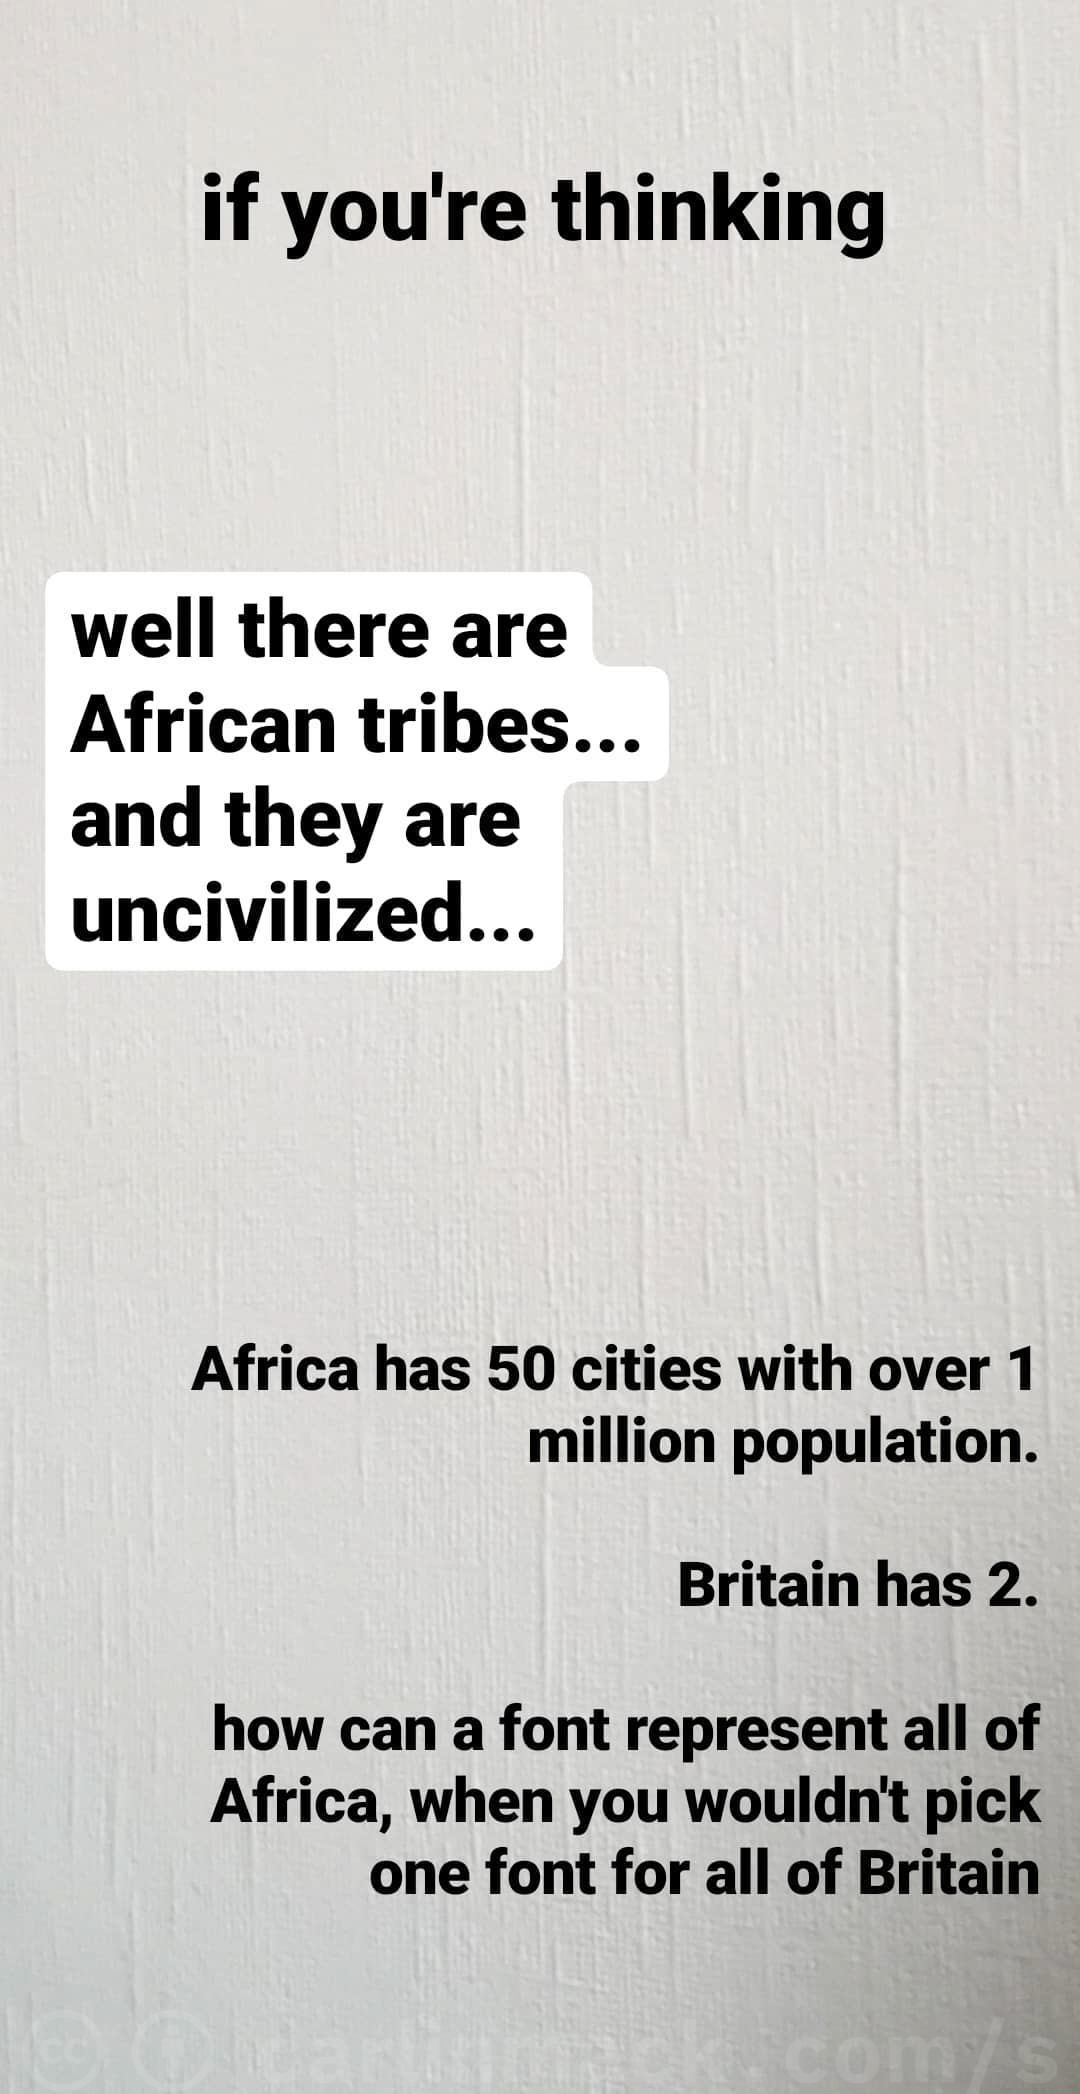 if you're thinking
well there are
African tribes...
and they are
uncivilized...
Africa has 50 cities with over 1
million population.
Britain has 2.
how can a font represent all of
Africa, when you wouldn't pick
one font for all of Britain
.com/s